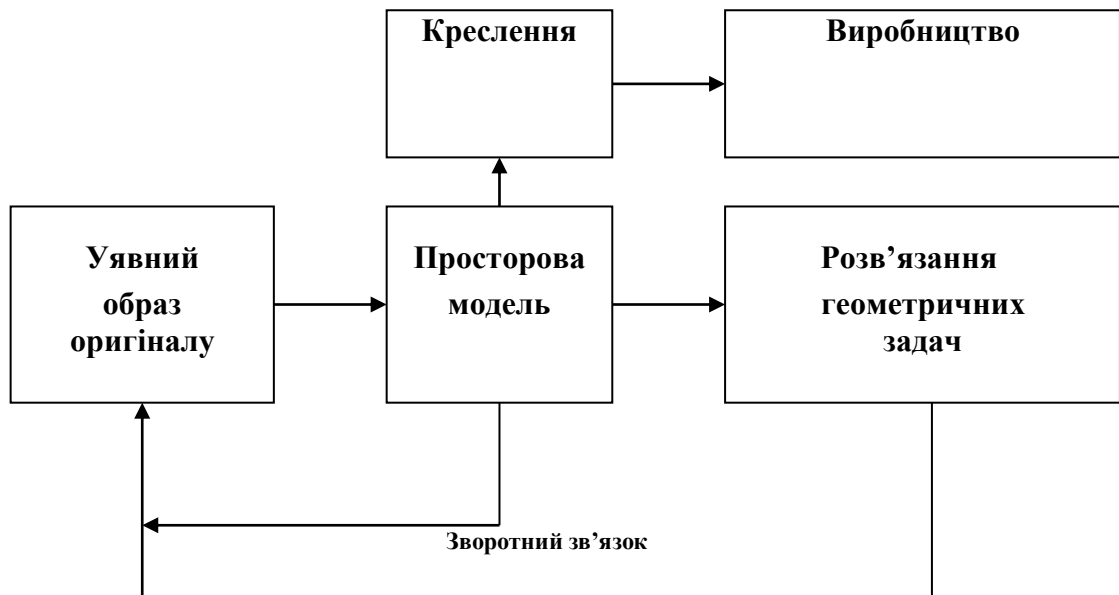 Креслення
Виробництво
Уявний
образ
оригіналу
Просторова
модель
Розв’язання
геометричних
задач
Зворотний зв’язок